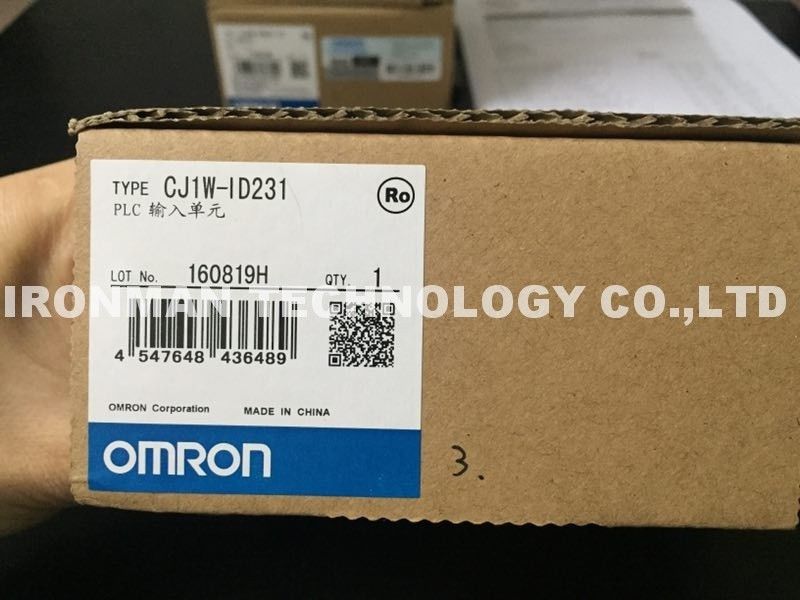 TYPE CJ1W-ID231
Ro
PLC 输入单元
LOT No. 160819H QTY. 1
IRONMAN TECHNOLOGY CO.,LTD
4 547648 436489
OMRON Corporation MADE IN CHINA
OMRON
3.